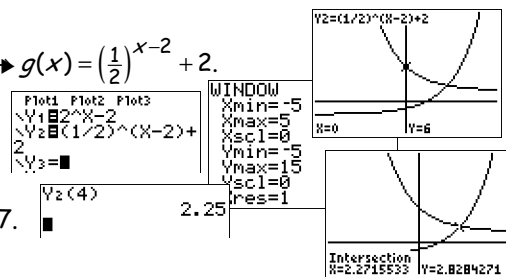 g(x) = (1/2)^{x-2} + 2.
Plot1 Plot2 Plot3
\Y₁=2^X-2
\Y₂=(1/2)^(X-2)+
2
\Y₃=
WINDOW
Xmin=-5
Xmax=5
Xscl=0
Ymin=-5
Ymax=15
Yscl=0
Xres=1
Y2=(1/2)^(X-2)+2
X=0 Y=6
7.
Y₂(4)
2.25
Intersection
X=2.2715533 Y=2.8284271